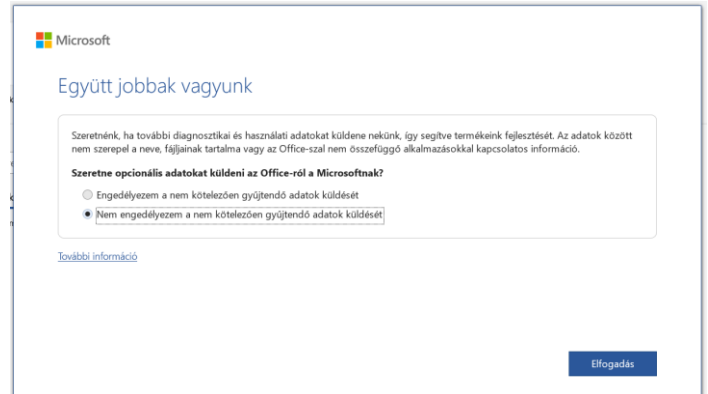 Microsoft
Együtt jobbak vagyunk
Szeretnénk, ha további diagnosztikai és használati adatokat küldene nekünk, így segítve termékeink fejlesztését. Az adatok között
nem szerepel a neve, fájljainak tartalma vagy az Office-szal nem összefüggő alkalmazásokkal kapcsolatos információ.
Szeretne opcionális adatokat küldeni az Office-ról a Microsoftnak?
Engedélyezem a nem kötelezően gyűjtendő adatok küldését
Nem engedélyezem a nem kötelezően gyűjtendő adatok küldését
További információ
Elfogadás